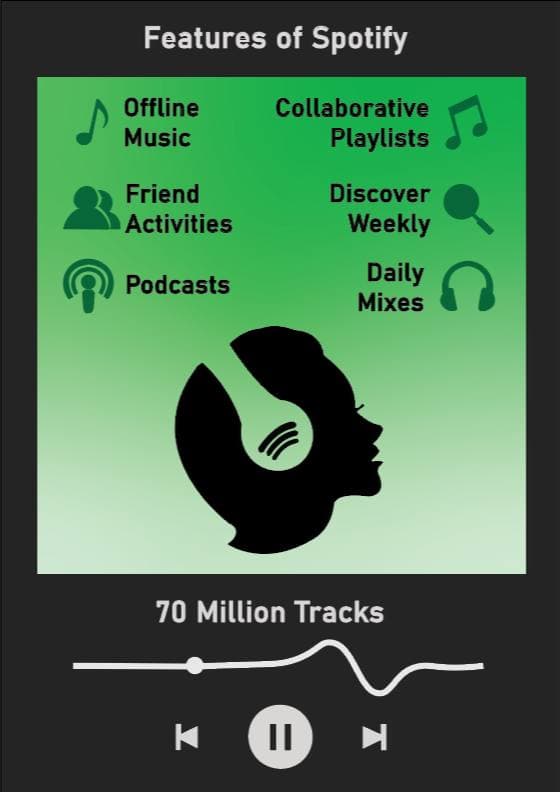 Features of Spotify
Offline
Music
Collaborative
Playlists
Friend
Activities
Discover
Weekly
Podcasts
Daily
Mixes
70 Million Tracks